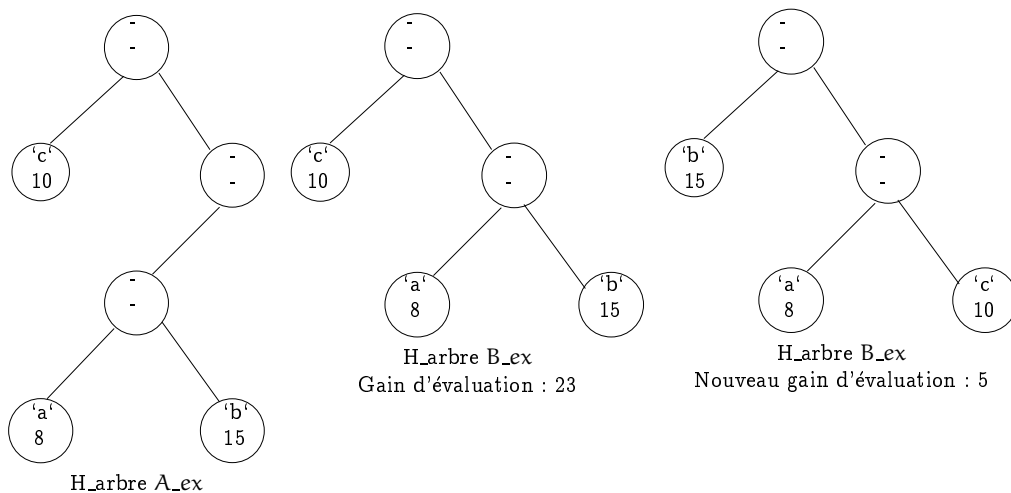 -
-
‘c‘
10
-
-
-
-
‘a‘
8
‘b‘
15
H_arbre A_ex
-
-
‘c‘
10
-
-
‘a‘
8
‘b‘
15
H_arbre B_ex
Gain d'évaluation : 23
-
-
‘b‘
15
-
-
‘a‘
8
‘c‘
10
H_arbre B_ex
Nouveau gain d'évaluation : 5